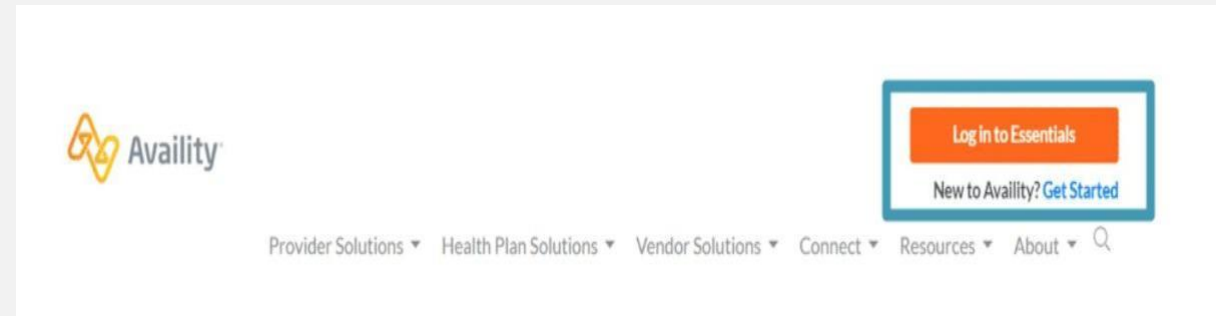 Availity
Log in to Essentials
New to Availity? Get Started
Provider Solutions Health Plan Solutions Vendor Solutions Connect Resources About